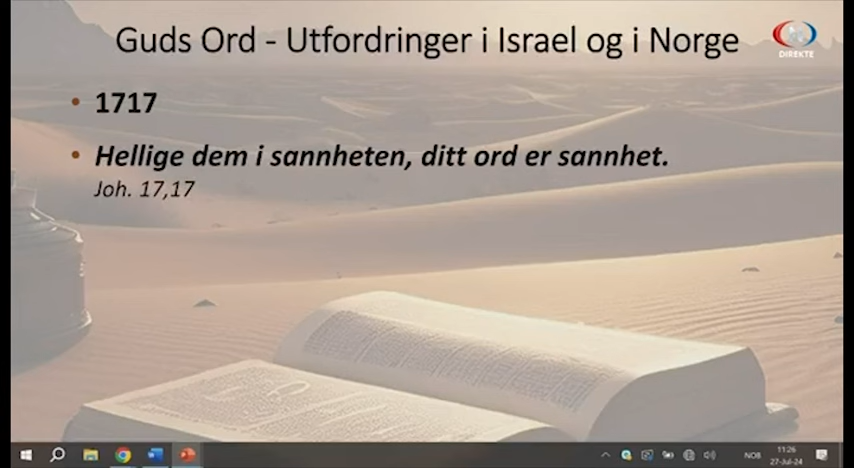 Guds Ord - Utfordringer i Israel og i Norge
DIREKTE
• 1717
• Hellige dem i sannheten, ditt ord er sannhet.
Joh. 17,17
NOB
11:26
27-Jul-24